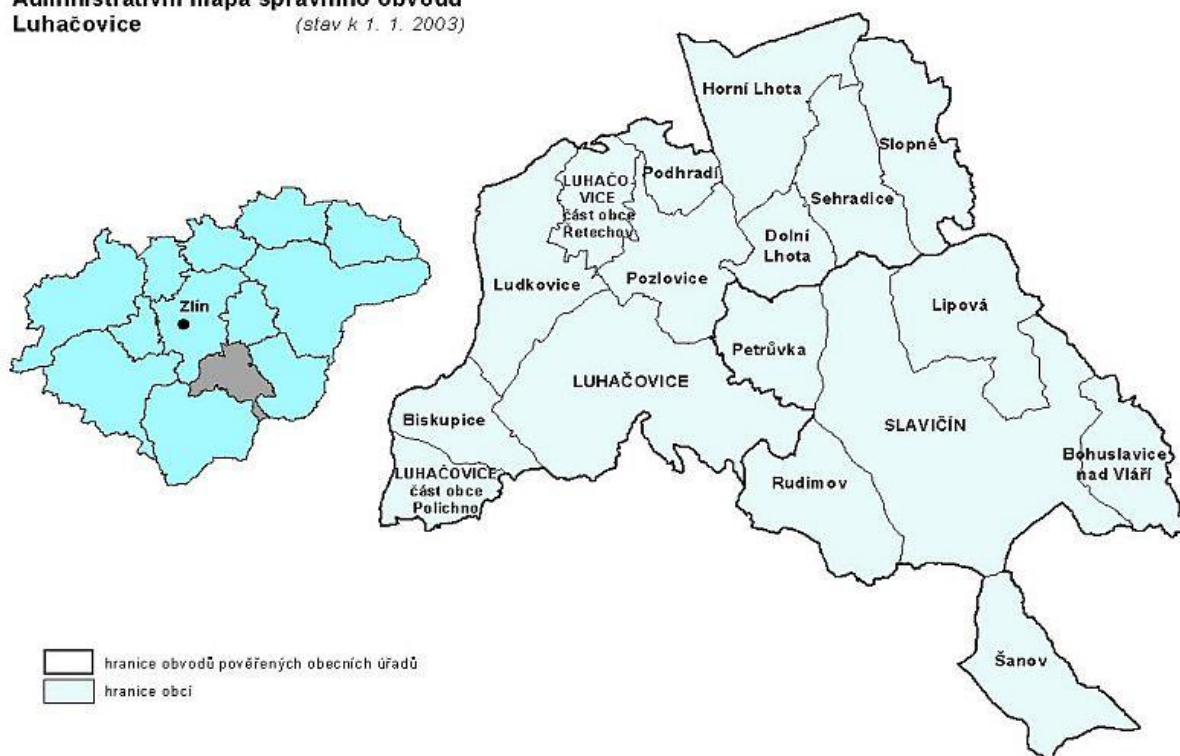 Administrativní mapa správního obvodu
Luhačovice (stav k 1. 1. 2003)
Horní Lhota
Slopné
Podhradí
LUHAČO-
VICE
část obce
Řetechov
Sehradice
Dolní
Lhota
Zlín
Ludkovice
Pozlovice
Lipová
Petrůvka
LUHAČOVICE
Biskupice
SLAVIČÍN
Bohuslavice
nad Vláří
LUHAČOVICE
část obce
Polichno
Rudimov
Šanov
hranice obvodů pověřených obecních úřadů
hranice obcí